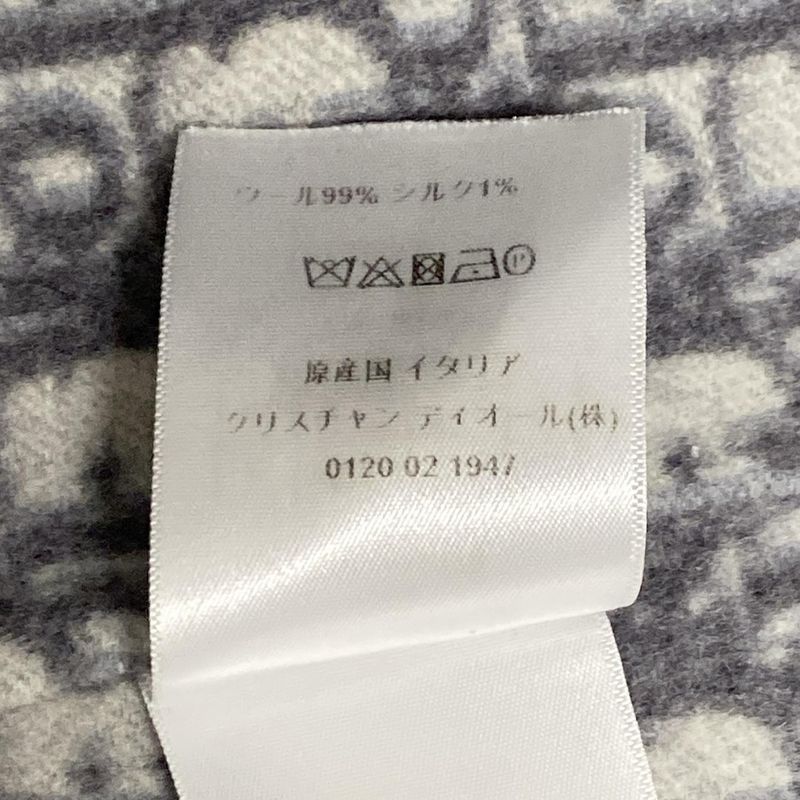 ウール99% シルク1%
P
原産国 イタリア
クリスチャン ディオール(株)
0120 02 1947